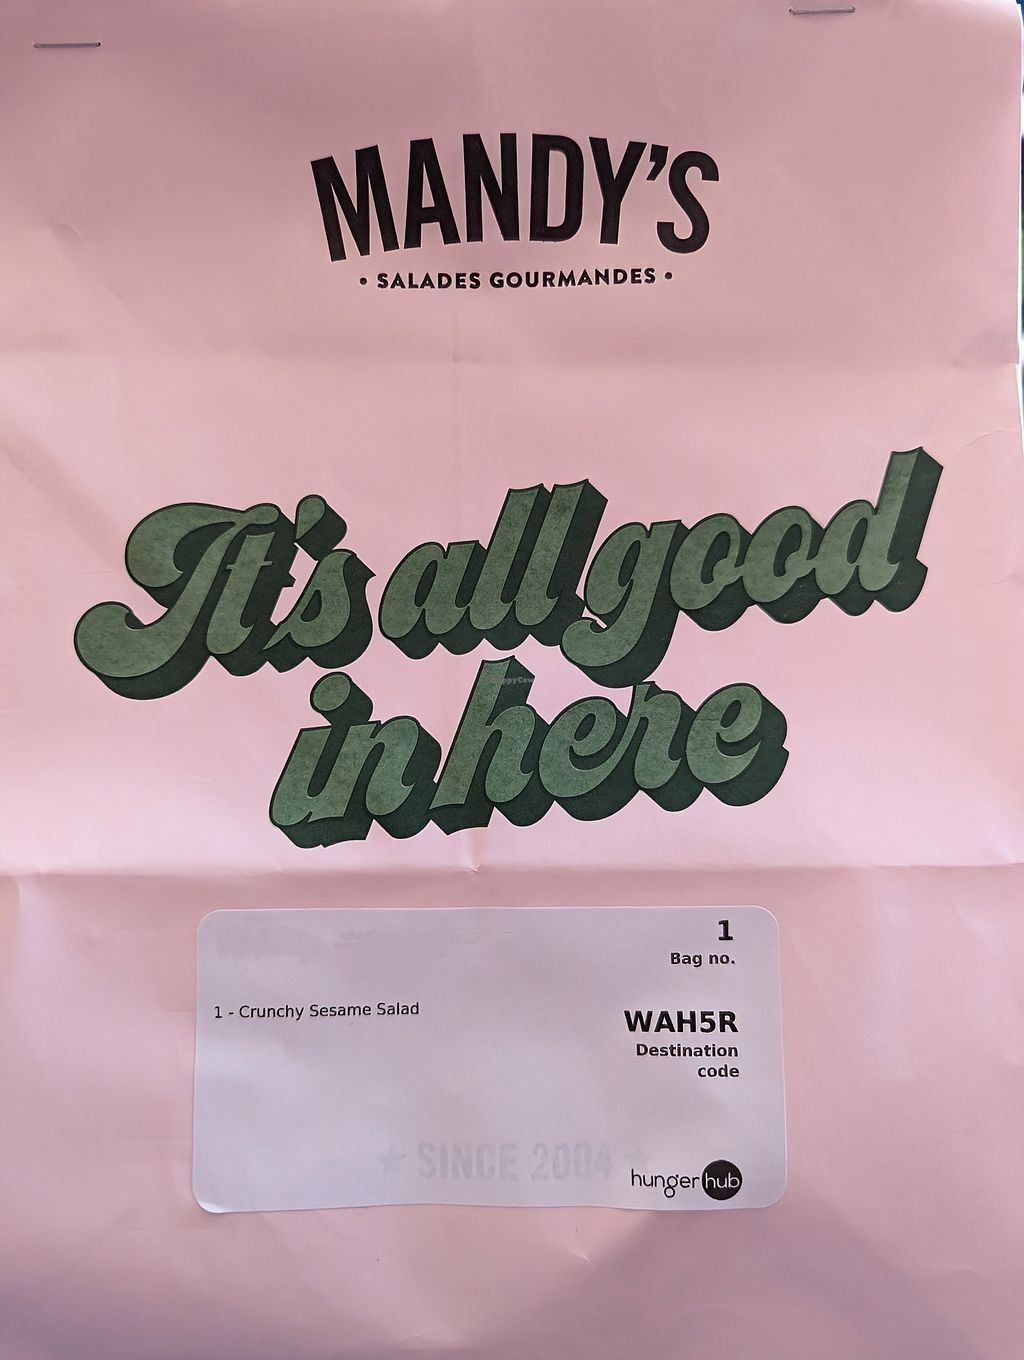 MANDY'S
• SALADES GOURMANDES •
It's all good
in here
HappyCow
1
Bag no.
1 - Crunchy Sesame Salad
WAH5R
Destination
code
★ SINCE 2004 ★
hungerhub